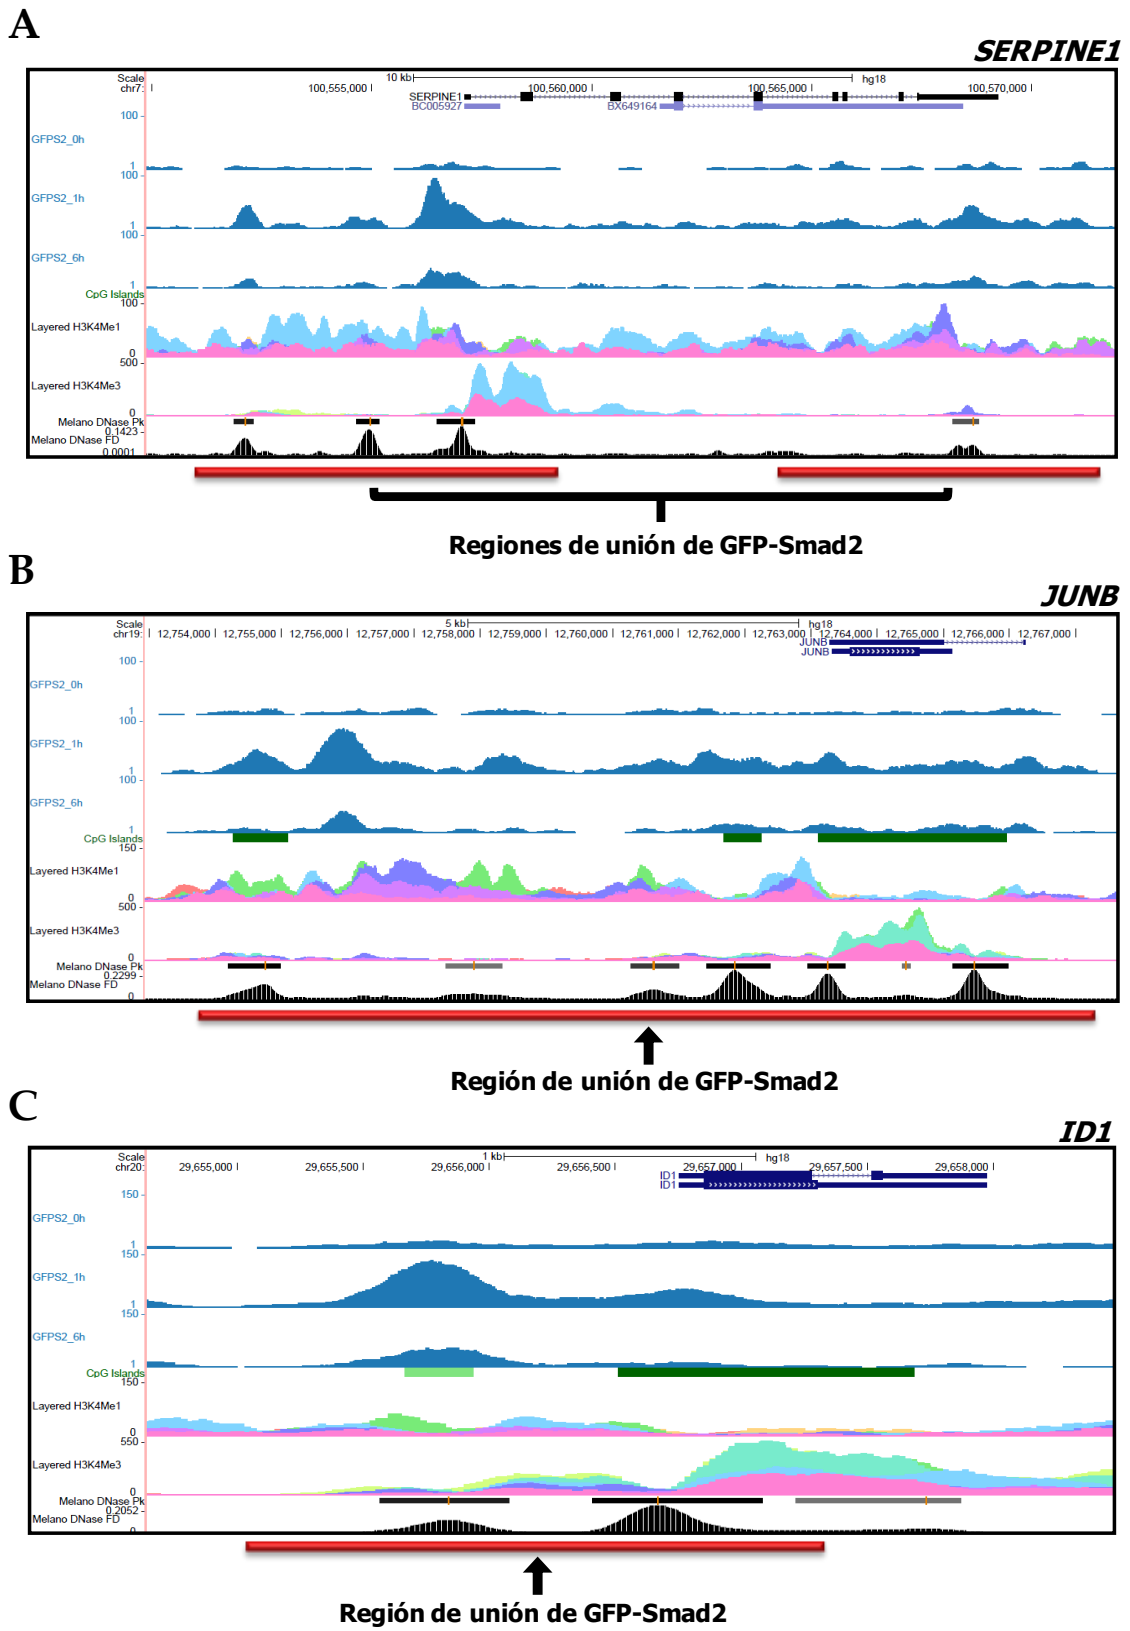 A
SERPINE1
Scale 10 kb hg18
chr7: 100,555,000 100,560,000 100,565,000 100,570,000
SERPINE1
BC005927 BX649164
100
GFPS2_0h
1
100
GFPS2_1h
1
100
GFPS2_6h
1
CpG Islands
100
Layered H3K4Me1
0
500
Layered H3K4Me3
0
Melano DNase Pk
0.1423
Melano DNase FD
0.0001
Regiones de unión de GFP-Smad2
B
JUNB
Scale 5 kb hg18
chr19: 12,754,000 12,755,000 12,756,000 12,757,000 12,758,000 12,759,000 12,760,000 12,761,000 12,762,000 12,763,000 12,764,000 12,765,000 12,766,000 12,767,000
JUNB
JUNB
100
GFPS2_0h
1
100
GFPS2_1h
1
100
GFPS2_6h
1
CpG Islands
150
Layered H3K4Me1
0
500
Layered H3K4Me3
0
Melano DNase Pk
0.2299
Melano DNase FD
0
Región de unión de GFP-Smad2
C
ID1
Scale 1 kb hg18
chr20: 29,655,000 29,655,500 29,656,000 29,656,500 29,657,000 29,657,500 29,658,000
ID1
ID1
150
GFPS2_0h
1
150
GFPS2_1h
1
150
GFPS2_6h
1
CpG Islands
150
Layered H3K4Me1
0
550
Layered H3K4Me3
0
Melano DNase Pk
0.2052
Melano DNase FD
0
Región de unión de GFP-Smad2